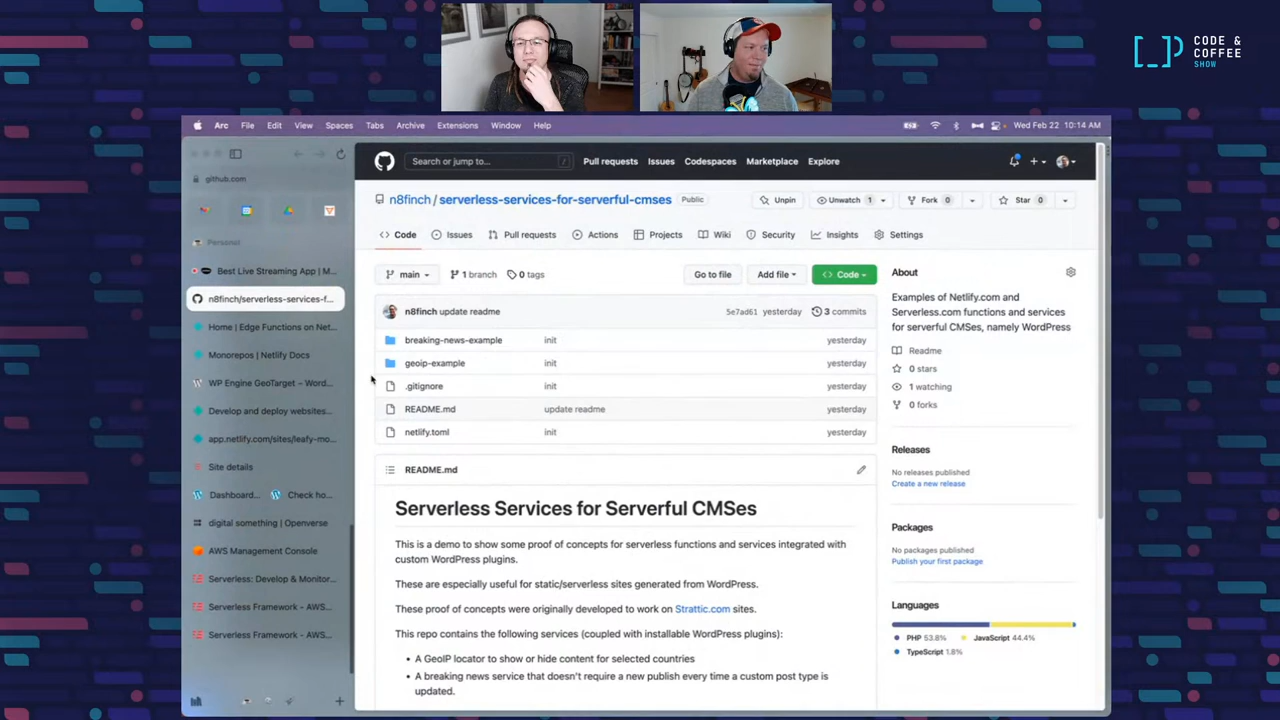 CODE &
COFFEE
SHOW
Arc File Edit View Spaces Tabs Archive Extensions Window Help
Wed Feb 22 10:14 AM
github.com
Personal
Best Live Streaming App | M...
n8finch/serverless-services-f...
Home | Edge Functions on Net...
Monorepos | Netlify Docs
WP Engine GeoTarget – Word...
Develop and deploy websites...
app.netlify.com/sites/leafy-mo...
Site details
Dashboard... Check ho...
digital something | Openverse
AWS Management Console
Serverless: Develop & Monitor...
Serverless Framework - AWS...
Serverless Framework - AWS...
Search or jump to... /
Pull requests Issues Codespaces Marketplace Explore
n8finch / serverless-services-for-serverful-cmses Public
Unpin Unwatch 1 Fork 0 Star 0
Code Issues Pull requests Actions Projects Wiki Security Insights Settings
main 1 branch 0 tags Go to file Add file Code
n8finch update readme 5e7ad61 yesterday 3 commits
breaking-news-example init yesterday
geoip-example init yesterday
.gitignore init yesterday
README.md update readme yesterday
netlify.toml init yesterday
README.md
Serverless Services for Serverful CMSes
This is a demo to show some proof of concepts for serverless functions and services integrated with
custom WordPress plugins.
These are especially useful for static/serverless sites generated from WordPress.
These proof of concepts were originally developed to work on Strattic.com sites.
This repo contains the following services (coupled with installable WordPress plugins):
• A GeoIP locator to show or hide content for selected countries
• A breaking news service that doesn't require a new publish every time a custom post type is
updated.
About
Examples of Netlify.com and
Serverless.com functions and services
for serverful CMSes, namely WordPress
Readme
0 stars
1 watching
0 forks
Releases
No releases published
Create a new release
Packages
No packages published
Publish your first package
Languages
PHP 53.8% JavaScript 44.4%
TypeScript 1.8%